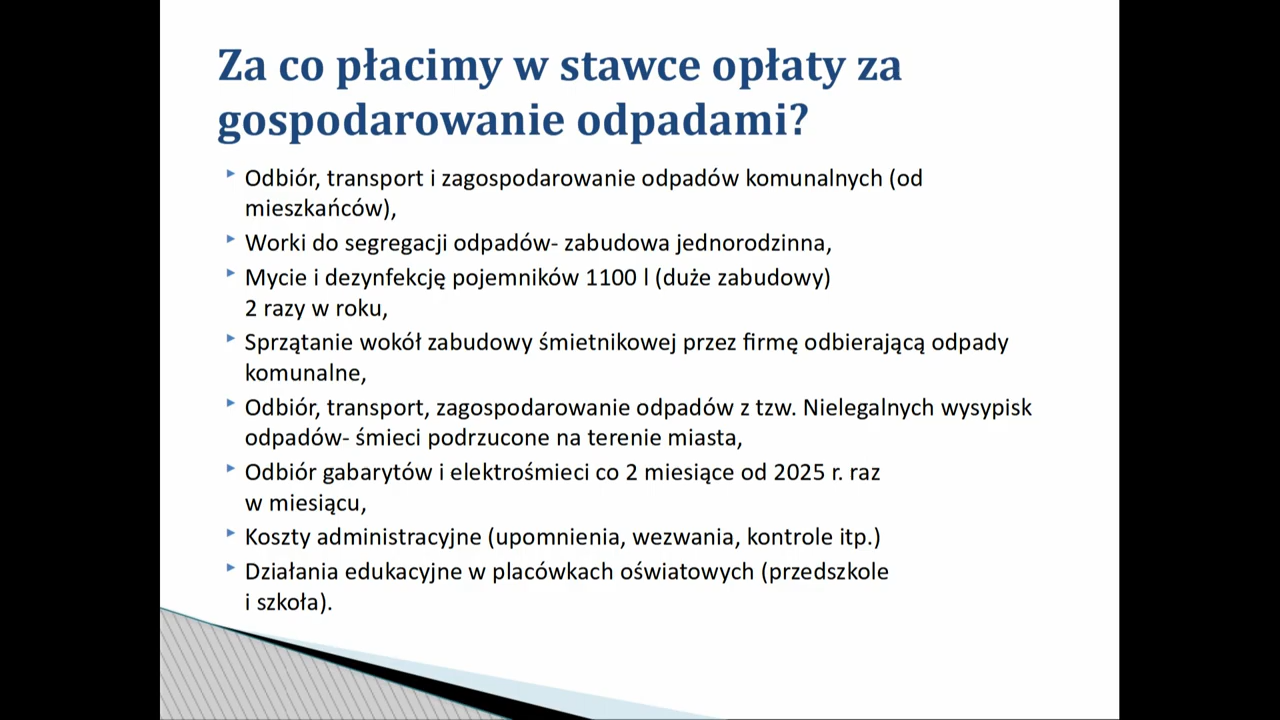 Za co płacimy w stawce opłaty za
gospodarowanie odpadami?
Odbiór, transport i zagospodarowanie odpadów komunalnych (od
mieszkańców),
Worki do segregacji odpadów- zabudowa jednorodzinna,
Mycie i dezynfekcję pojemników 1100 l (duże zabudowy)
2 razy w roku,
Sprzątanie wokół zabudowy śmietnikowej przez firmę odbierającą odpady
komunalne,
Odbiór, transport, zagospodarowanie odpadów z tzw. Nielegalnych wysypisk
odpadów- śmieci podrzucone na terenie miasta,
Odbiór gabarytów i elektrośmieci co 2 miesiące od 2025 r. raz
w miesiącu,
Koszty administracyjne (upomnienia, wezwania, kontrole itp.)
Działania edukacyjne w placówkach oświatowych (przedszkole
i szkoła).